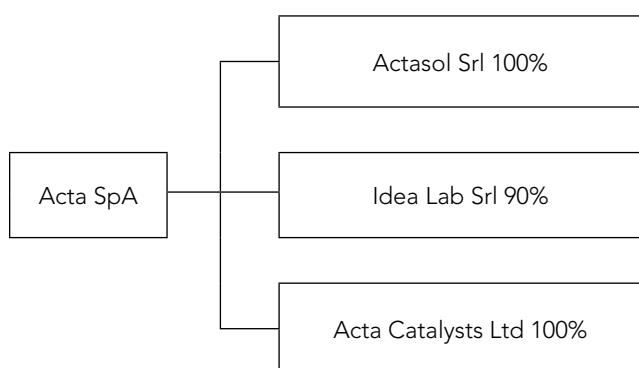 Actasol Srl 100%
Acta SpA
Idea Lab Srl 90%
Acta Catalysts Ltd 100%